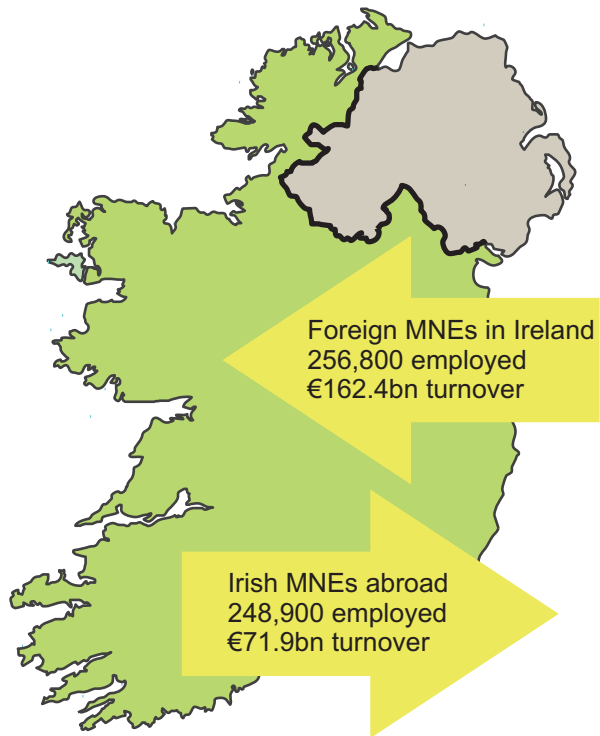 Foreign MNEs in Ireland
256,800 employed
€162.4bn turnover
Irish MNEs abroad
248,900 employed
€71.9bn turnover